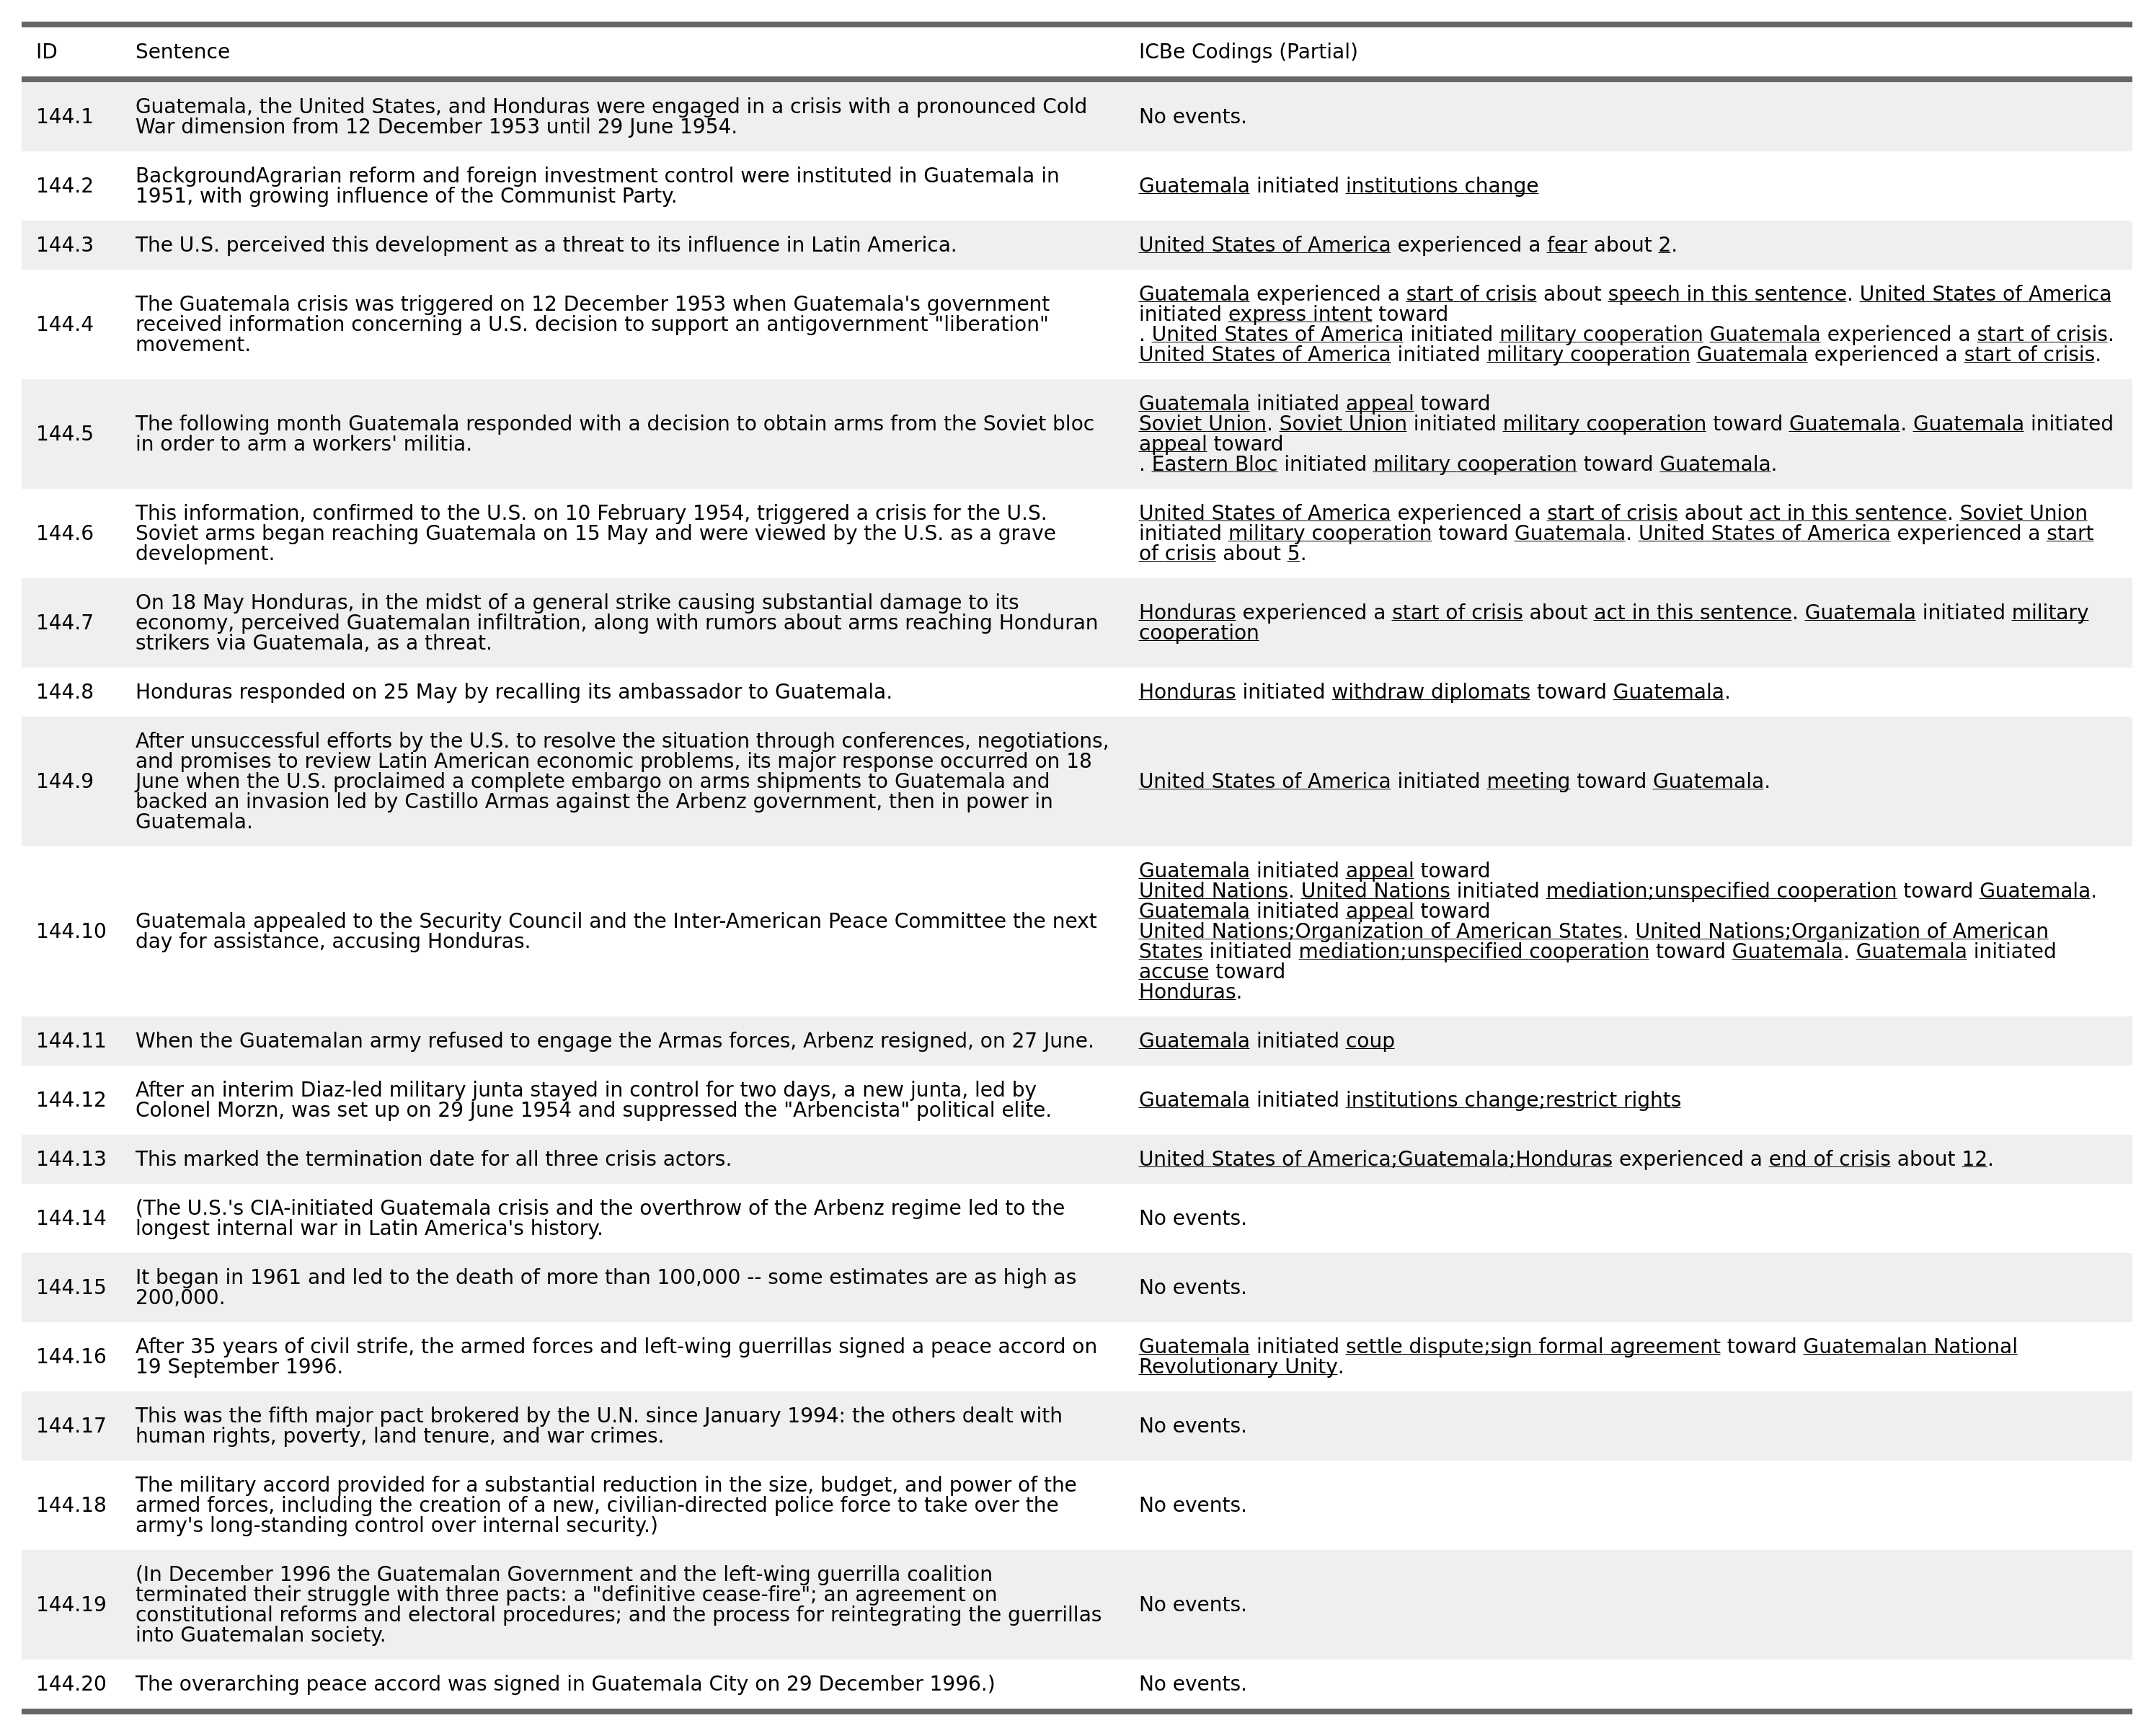 ID Sentence ICBe Codings (Partial)
144.1
Guatemala, the United States, and Honduras were engaged in a crisis with a pronounced Cold
War dimension from 12 December 1953 until 29 June 1954.
No events.
144.2
BackgroundAgrarian reform and foreign investment control were instituted in Guatemala in
1951, with growing influence of the Communist Party.
Guatemala initiated institutions change
144.3
The U.S. perceived this development as a threat to its influence in Latin America.
United States of America experienced a fear about 2.
144.4
The Guatemala crisis was triggered on 12 December 1953 when Guatemala's government
received information concerning a U.S. decision to support an antigovernment "liberation"
movement.
Guatemala experienced a start of crisis about speech in this sentence. United States of America
initiated express intent toward
. United States of America initiated military cooperation Guatemala experienced a start of crisis.
United States of America initiated military cooperation Guatemala experienced a start of crisis.
144.5
The following month Guatemala responded with a decision to obtain arms from the Soviet bloc
in order to arm a workers' militia.
Guatemala initiated appeal toward
Soviet Union. Soviet Union initiated military cooperation toward Guatemala. Guatemala initiated
appeal toward
. Eastern Bloc initiated military cooperation toward Guatemala.
144.6
This information, confirmed to the U.S. on 10 February 1954, triggered a crisis for the U.S.
Soviet arms began reaching Guatemala on 15 May and were viewed by the U.S. as a grave
development.
United States of America experienced a start of crisis about act in this sentence. Soviet Union
initiated military cooperation toward Guatemala. United States of America experienced a start
of crisis about 5.
144.7
On 18 May Honduras, in the midst of a general strike causing substantial damage to its
economy, perceived Guatemalan infiltration, along with rumors about arms reaching Honduran
strikers via Guatemala, as a threat.
Honduras experienced a start of crisis about act in this sentence. Guatemala initiated military
cooperation
144.8
Honduras responded on 25 May by recalling its ambassador to Guatemala.
Honduras initiated withdraw diplomats toward Guatemala.
144.9
After unsuccessful efforts by the U.S. to resolve the situation through conferences, negotiations,
and promises to review Latin American economic problems, its major response occurred on 18
June when the U.S. proclaimed a complete embargo on arms shipments to Guatemala and
backed an invasion led by Castillo Armas against the Arbenz government, then in power in
Guatemala.
United States of America initiated meeting toward Guatemala.
144.10
Guatemala appealed to the Security Council and the Inter-American Peace Committee the next
day for assistance, accusing Honduras.
Guatemala initiated appeal toward
United Nations. United Nations initiated mediation;unspecified cooperation toward Guatemala.
Guatemala initiated appeal toward
United Nations;Organization of American States. United Nations;Organization of American
States initiated mediation;unspecified cooperation toward Guatemala. Guatemala initiated
accuse toward
Honduras.
144.11
When the Guatemalan army refused to engage the Armas forces, Arbenz resigned, on 27 June.
Guatemala initiated coup
144.12
After an interim Diaz-led military junta stayed in control for two days, a new junta, led by
Colonel Morzn, was set up on 29 June 1954 and suppressed the "Arbencista" political elite.
Guatemala initiated institutions change;restrict rights
144.13
This marked the termination date for all three crisis actors.
United States of America;Guatemala;Honduras experienced a end of crisis about 12.
144.14
(The U.S.'s CIA-initiated Guatemala crisis and the overthrow of the Arbenz regime led to the
longest internal war in Latin America's history.
No events.
144.15
It began in 1961 and led to the death of more than 100,000 -- some estimates are as high as
200,000.
No events.
144.16
After 35 years of civil strife, the armed forces and left-wing guerrillas signed a peace accord on
19 September 1996.
Guatemala initiated settle dispute;sign formal agreement toward Guatemalan National
Revolutionary Unity.
144.17
This was the fifth major pact brokered by the U.N. since January 1994: the others dealt with
human rights, poverty, land tenure, and war crimes.
No events.
144.18
The military accord provided for a substantial reduction in the size, budget, and power of the
armed forces, including the creation of a new, civilian-directed police force to take over the
army's long-standing control over internal security.)
No events.
144.19
(In December 1996 the Guatemalan Government and the left-wing guerrilla coalition
terminated their struggle with three pacts: a "definitive cease-fire"; an agreement on
constitutional reforms and electoral procedures; and the process for reintegrating the guerrillas
into Guatemalan society.
No events.
144.20
The overarching peace accord was signed in Guatemala City on 29 December 1996.)
No events.